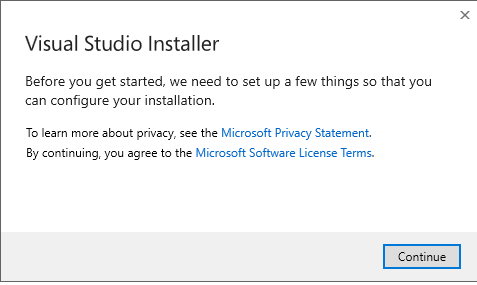 Visual Studio Installer
Before you get started, we need to set up a few things so that you
can configure your installation.
To learn more about privacy, see the Microsoft Privacy Statement.
By continuing, you agree to the Microsoft Software License Terms.
Continue